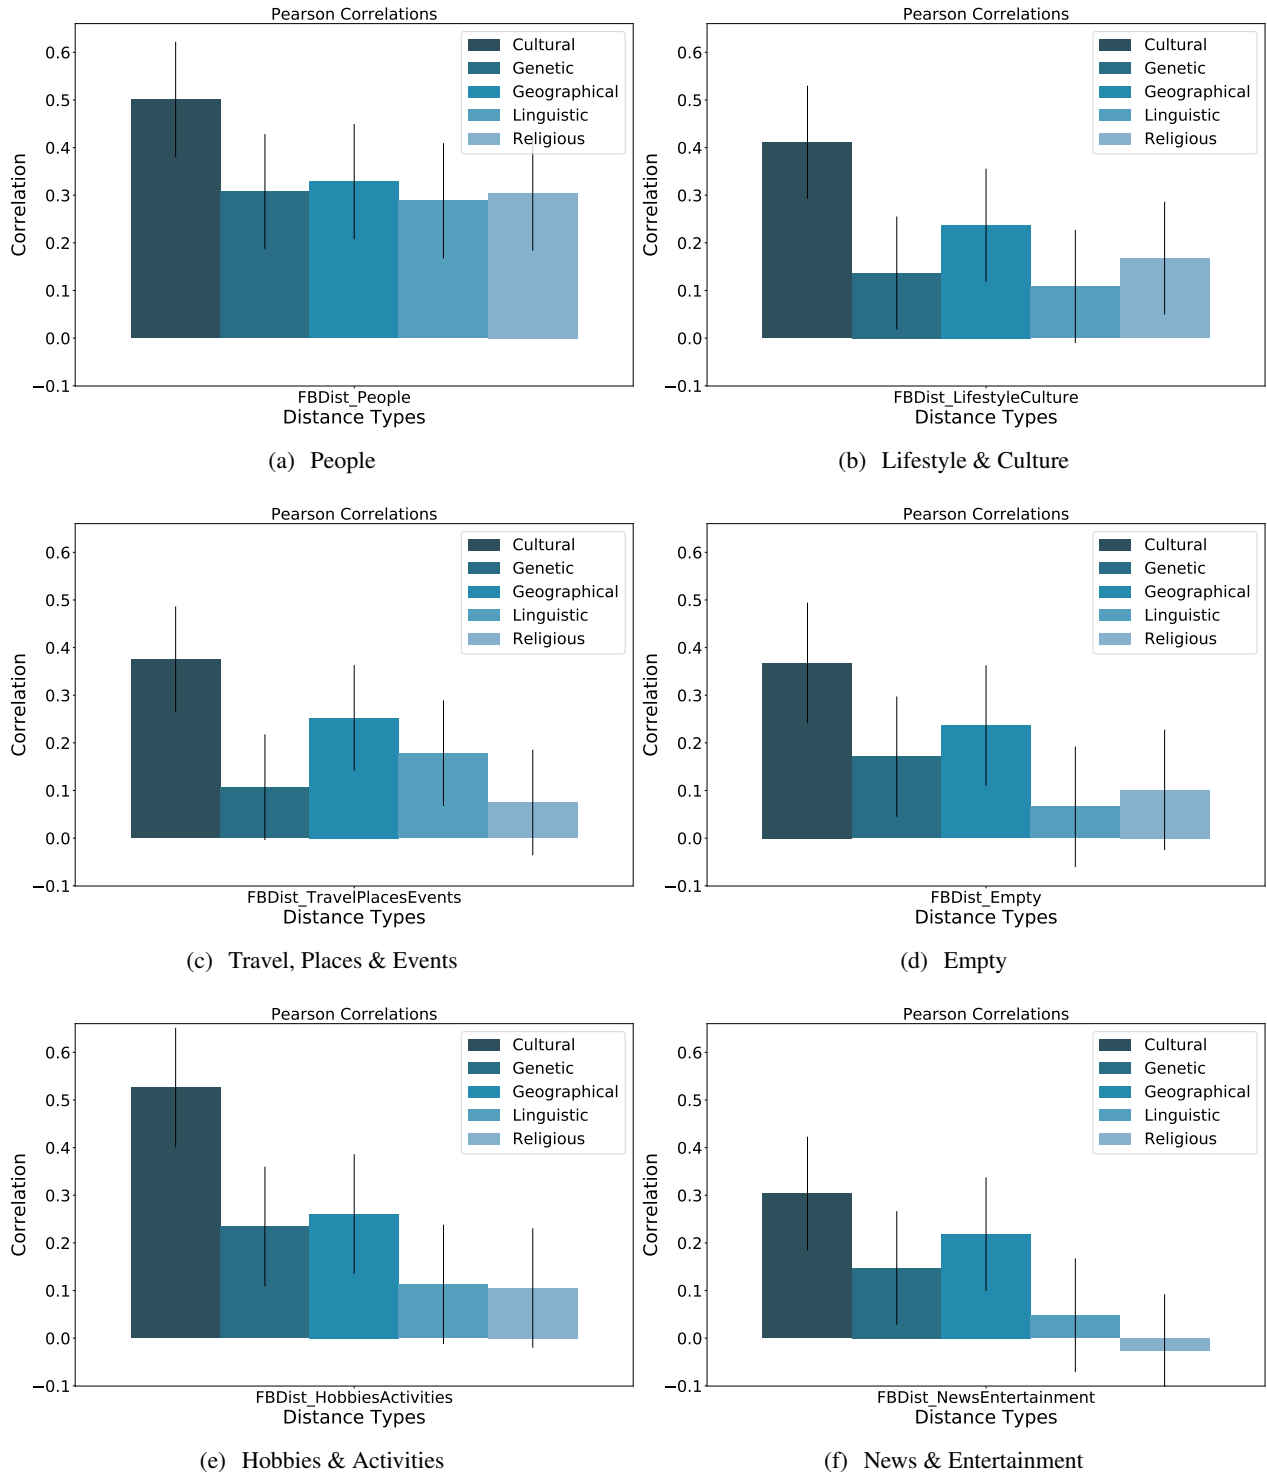 Pearson Correlations
Correlation
0.6
0.5
0.4
0.3
0.2
0.1
0.0
−0.1
Cultural
Genetic
Geographical
Linguistic
Religious
FBDist_People
Distance Types
(a) People
Pearson Correlations
Correlation
0.6
0.5
0.4
0.3
0.2
0.1
0.0
−0.1
Cultural
Genetic
Geographical
Linguistic
Religious
FBDist_LifestyleCulture
Distance Types
(b) Lifestyle & Culture
Pearson Correlations
Correlation
0.6
0.5
0.4
0.3
0.2
0.1
0.0
−0.1
Cultural
Genetic
Geographical
Linguistic
Religious
FBDist_TravelPlacesEvents
Distance Types
(c) Travel, Places & Events
Pearson Correlations
Correlation
0.6
0.5
0.4
0.3
0.2
0.1
0.0
−0.1
Cultural
Genetic
Geographical
Linguistic
Religious
FBDist_Empty
Distance Types
(d) Empty
Pearson Correlations
Correlation
0.6
0.5
0.4
0.3
0.2
0.1
0.0
−0.1
Cultural
Genetic
Geographical
Linguistic
Religious
FBDist_HobbiesActivities
Distance Types
(e) Hobbies & Activities
Pearson Correlations
Correlation
0.6
0.5
0.4
0.3
0.2
0.1
0.0
−0.1
Cultural
Genetic
Geographical
Linguistic
Religious
FBDist_NewsEntertainment
Distance Types
(f) News & Entertainment